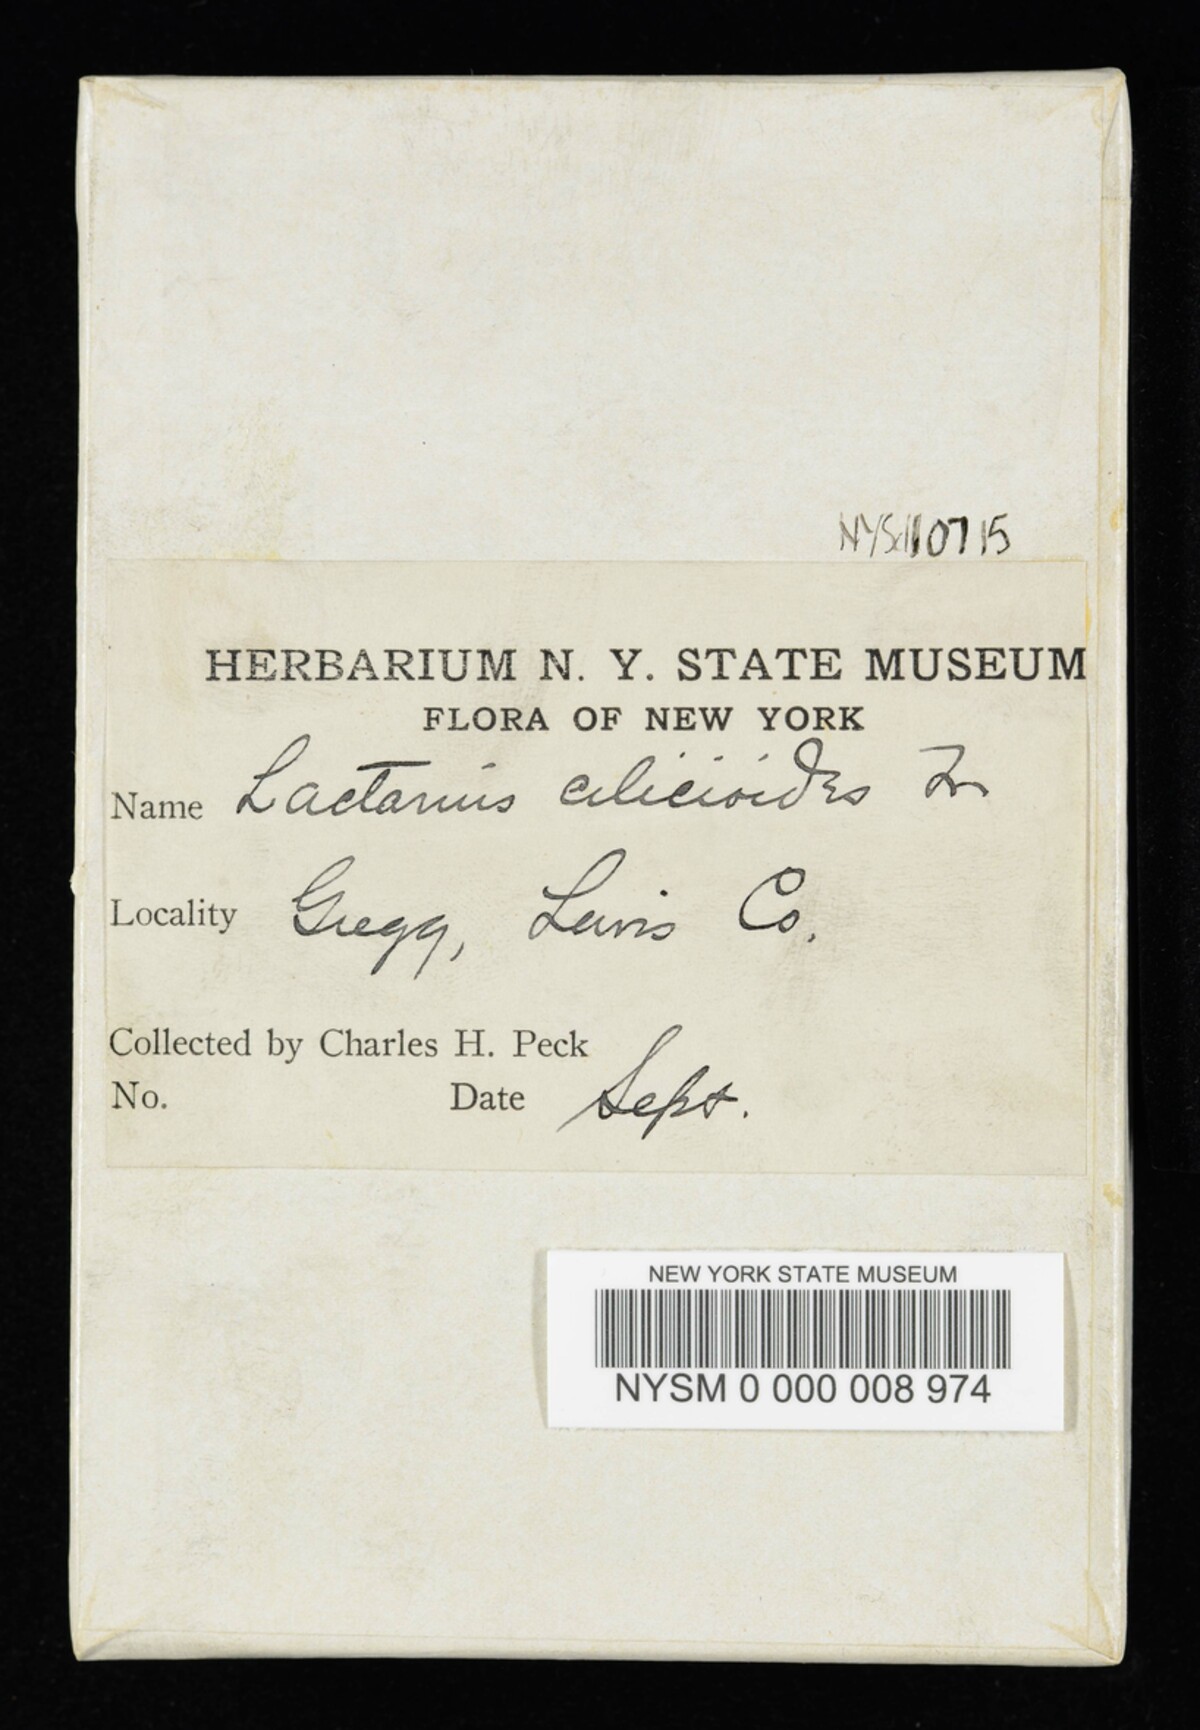 NYSM10715
HERBARIUM N. Y. STATE MUSEUM
FLORA OF NEW YORK
Name Lactarius cilicioides Fr
Locality Gregg, Lewis Co.
Collected by Charles H. Peck
No. Date Sept.
NEW YORK STATE MUSEUM
NYSM 0 000 008 974